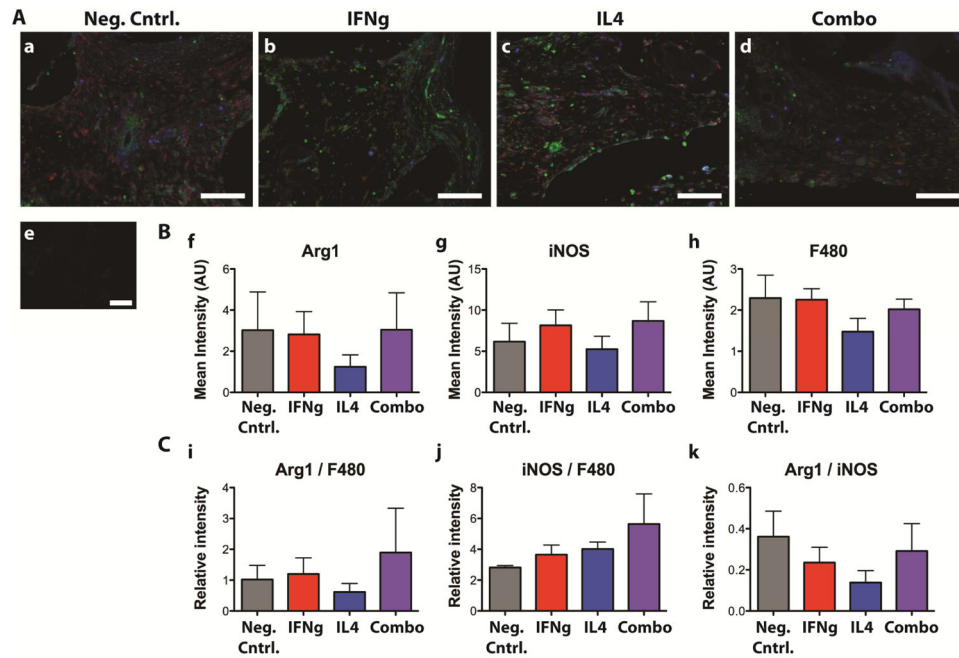 A
Neg. Cntrl. IFNg IL4 Combo
a b c d
e
B
f g h
Arg1 iNOS F480
Mean Intensity (AU)
6
4
2
0
Neg. Cntrl. IFNg IL4 Combo
Mean Intensity (AU)
15
10
5
0
Neg. Cntrl. IFNg IL4 Combo
Mean Intensity (AU)
3
2
1
0
Neg. Cntrl. IFNg IL4 Combo
C
i j k
Arg1 / F480 iNOS / F480 Arg1 / iNOS
Relative intensity
4
3
2
1
0
Neg. Cntrl. IFNg IL4 Combo
Relative intensity
8
6
4
2
0
Neg. Cntrl. IFNg IL4 Combo
Relative intensity
0.6
0.4
0.2
0.0
Neg. Cntrl. IFNg IL4 Combo